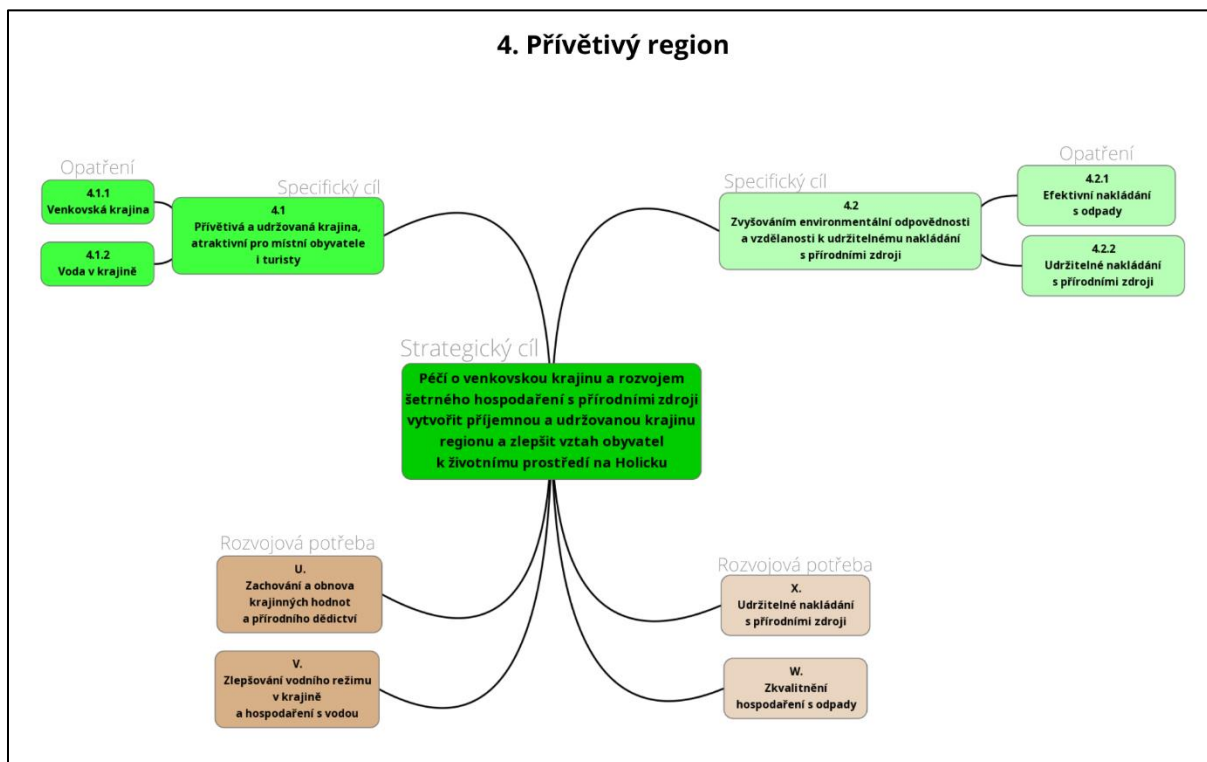 4. Přívětivý region
Opatření
4.1.1
Venkovská krajina
4.1.2
Voda v krajině
Specifický cíl
4.1
Přívětivá a udržovaná krajina,
atraktivní pro místní obyvatele
i turisty
Specifický cíl
4.2
Zvyšováním environmentální odpovědnosti
a vzdělanosti k udržitelnému nakládání
s přírodními zdroji
Opatření
4.2.1
Efektivní nakládání
s odpady
4.2.2
Udržitelné nakládání
s přírodními zdroji
Strategický cíl
Péčí o venkovskou krajinu a rozvojem
šetrného hospodaření s přírodními zdroji
vytvořit příjemnou a udržovanou krajinu
regionu a zlepšit vztah obyvatel
k životnímu prostředí na Holicku
Rozvojová potřeba
U.
Zachování a obnova
krajinných hodnot
a přírodního dědictví
V.
Zlepšování vodního režimu
v krajině
a hospodaření s vodou
Rozvojová potřeba
X.
Udržitelné nakládání
s přírodními zdroji
W.
Zkvalitnění
hospodaření s odpady